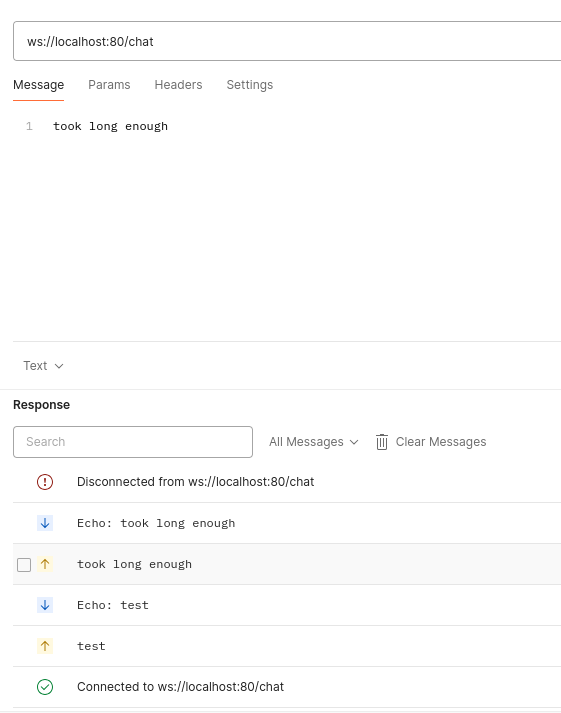 ws://localhost:80/chat
Message Params Headers Settings
1 took long enough
Text
Response
Search All Messages Clear Messages
Disconnected from ws://localhost:80/chat
Echo: took long enough
took long enough
Echo: test
test
Connected to ws://localhost:80/chat